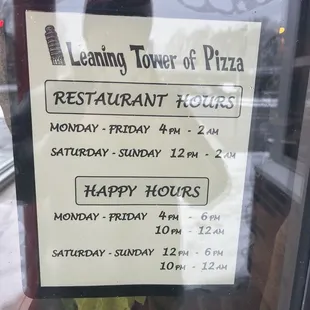 Leaning Tower of Pizza
RESTAURANT HOURS
MONDAY - FRIDAY 4PM - 2AM
SATURDAY - SUNDAY 12PM - 2AM
HAPPY HOURS
MONDAY - FRIDAY 4PM - 6PM
10PM - 12AM
SATURDAY - SUNDAY 12PM - 6PM
10PM - 12AM